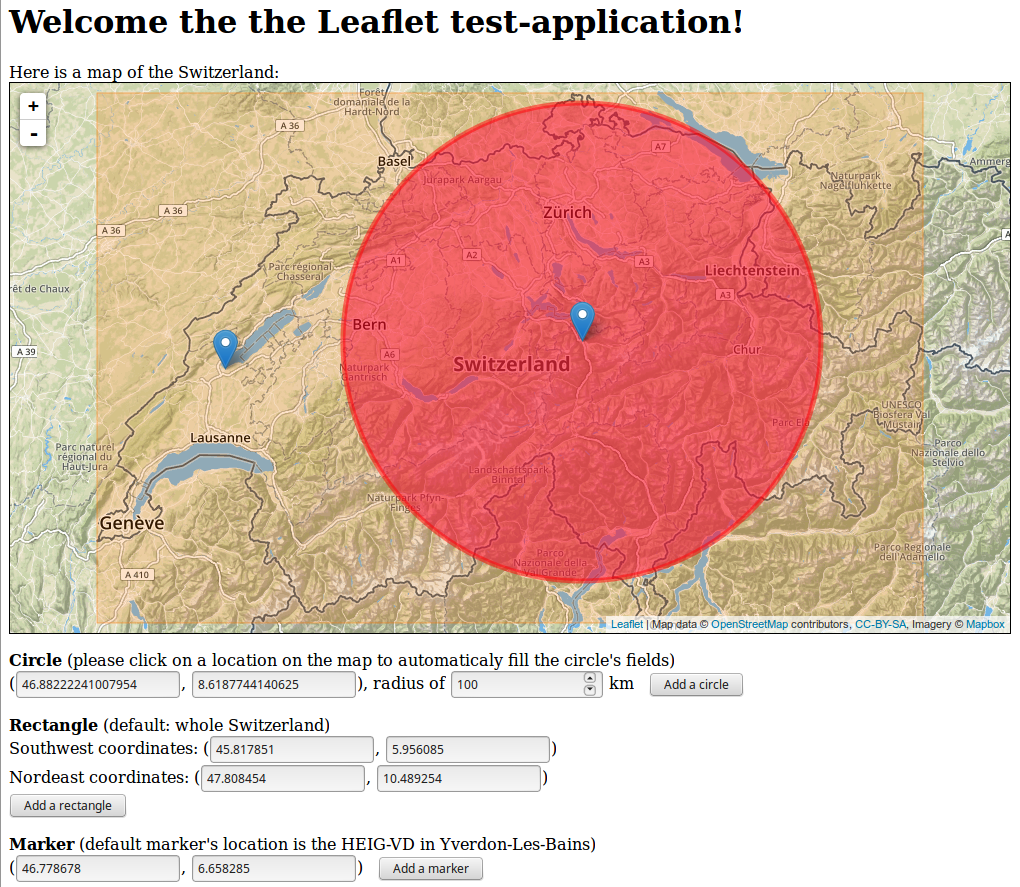 Welcome the the Leaflet test-application!
Here is a map of the Switzerland:
+
-
Forêt
domaniale de la
Hardt-Nord
A 36
Basel
A7
Ammerg
Jurapark Aargau
Naturpark
Nagelfluhkette
A 36
Zürich
A 36
A1
A2
A3
Parc régional
Chasseral
Liechtenstein
rêt de Chaux
A3
Bern
A 39
A6
Switzerland
Chur
Naturpark
Gantrisch
UNESCO
Biosfera Val
Müstair
Parc Ela
Lausanne
Parc naturel
régional du
Haut-Jura
Parco
Nazionale dello
Stelvio
Landschaftspark
Binntal
Naturpark Pfyn-
Finges
Genève
Parco
Nazionale della
Val Grande
Parco Regionale
dell'Adamello
A 410
Leaflet | Map data © OpenStreetMap contributors, CC-BY-SA, Imagery © Mapbox
Circle (please click on a location on the map to automaticaly fill the circle's fields)
(46.88222241007954, 8.6187744140625), radius of 100 km Add a circle
Rectangle (default: whole Switzerland)
Southwest coordinates: (45.817851, 5.956085)
Nordeast coordinates: (47.808454, 10.489254)
Add a rectangle
Marker (default marker's location is the HEIG-VD in Yverdon-Les-Bains)
(46.778678, 6.658285) Add a marker